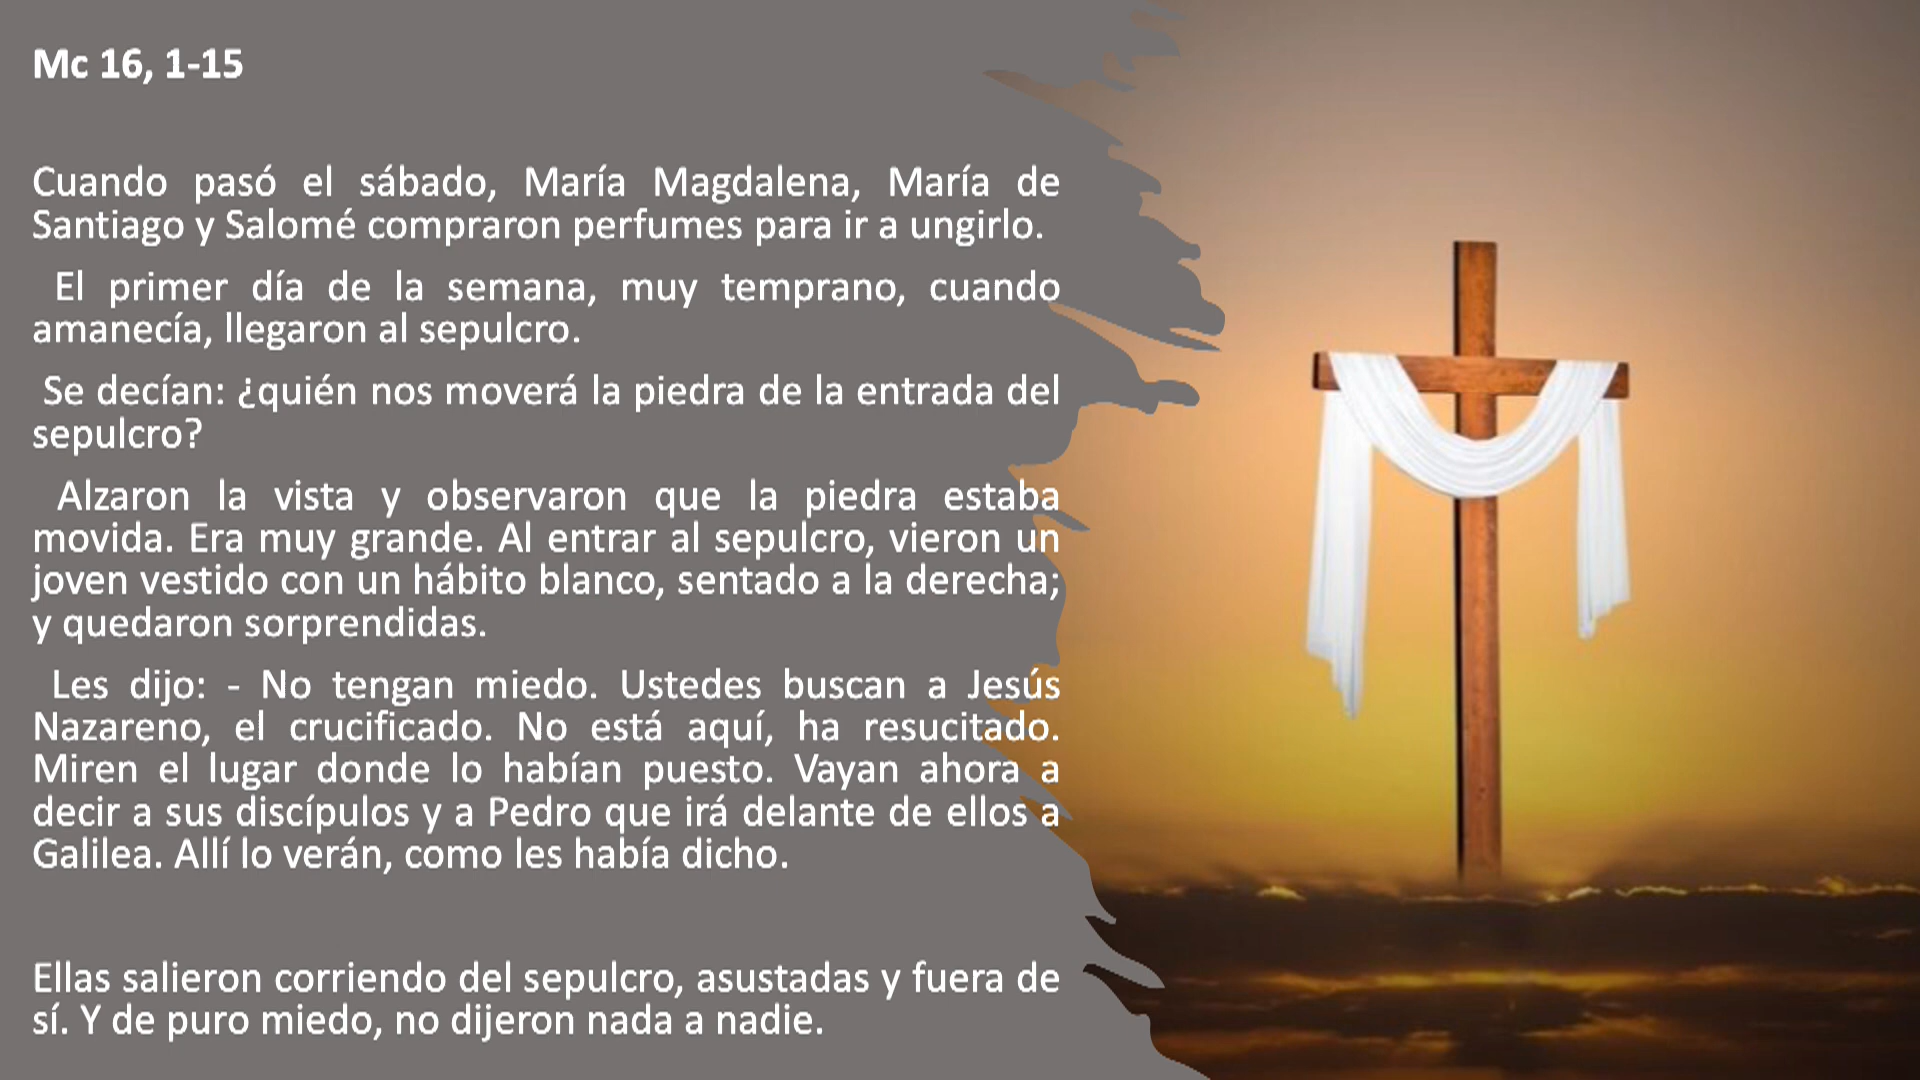 Mc 16, 1-15
Cuando pasó el sábado, María Magdalena, María de
Santiago y Salomé compraron perfumes para ir a ungirlo.
El primer día de la semana, muy temprano, cuando
amanecía, llegaron al sepulcro.
Se decían: ¿quién nos moverá la piedra de la entrada del
sepulcro?
Alzaron la vista y observaron que la piedra estaba
movida. Era muy grande. Al entrar al sepulcro, vieron un
joven vestido con un hábito blanco, sentado a la derecha;
y quedaron sorprendidas.
Les dijo: - No tengan miedo. Ustedes buscan a Jesús
Nazareno, el crucificado. No está aquí, ha resucitado.
Miren el lugar donde lo habían puesto. Vayan ahora a
decir a sus discípulos y a Pedro que irá delante de ellos a
Galilea. Allí lo verán, como les había dicho.
Ellas salieron corriendo del sepulcro, asustadas y fuera de
sí. Y de puro miedo, no dijeron nada a nadie.